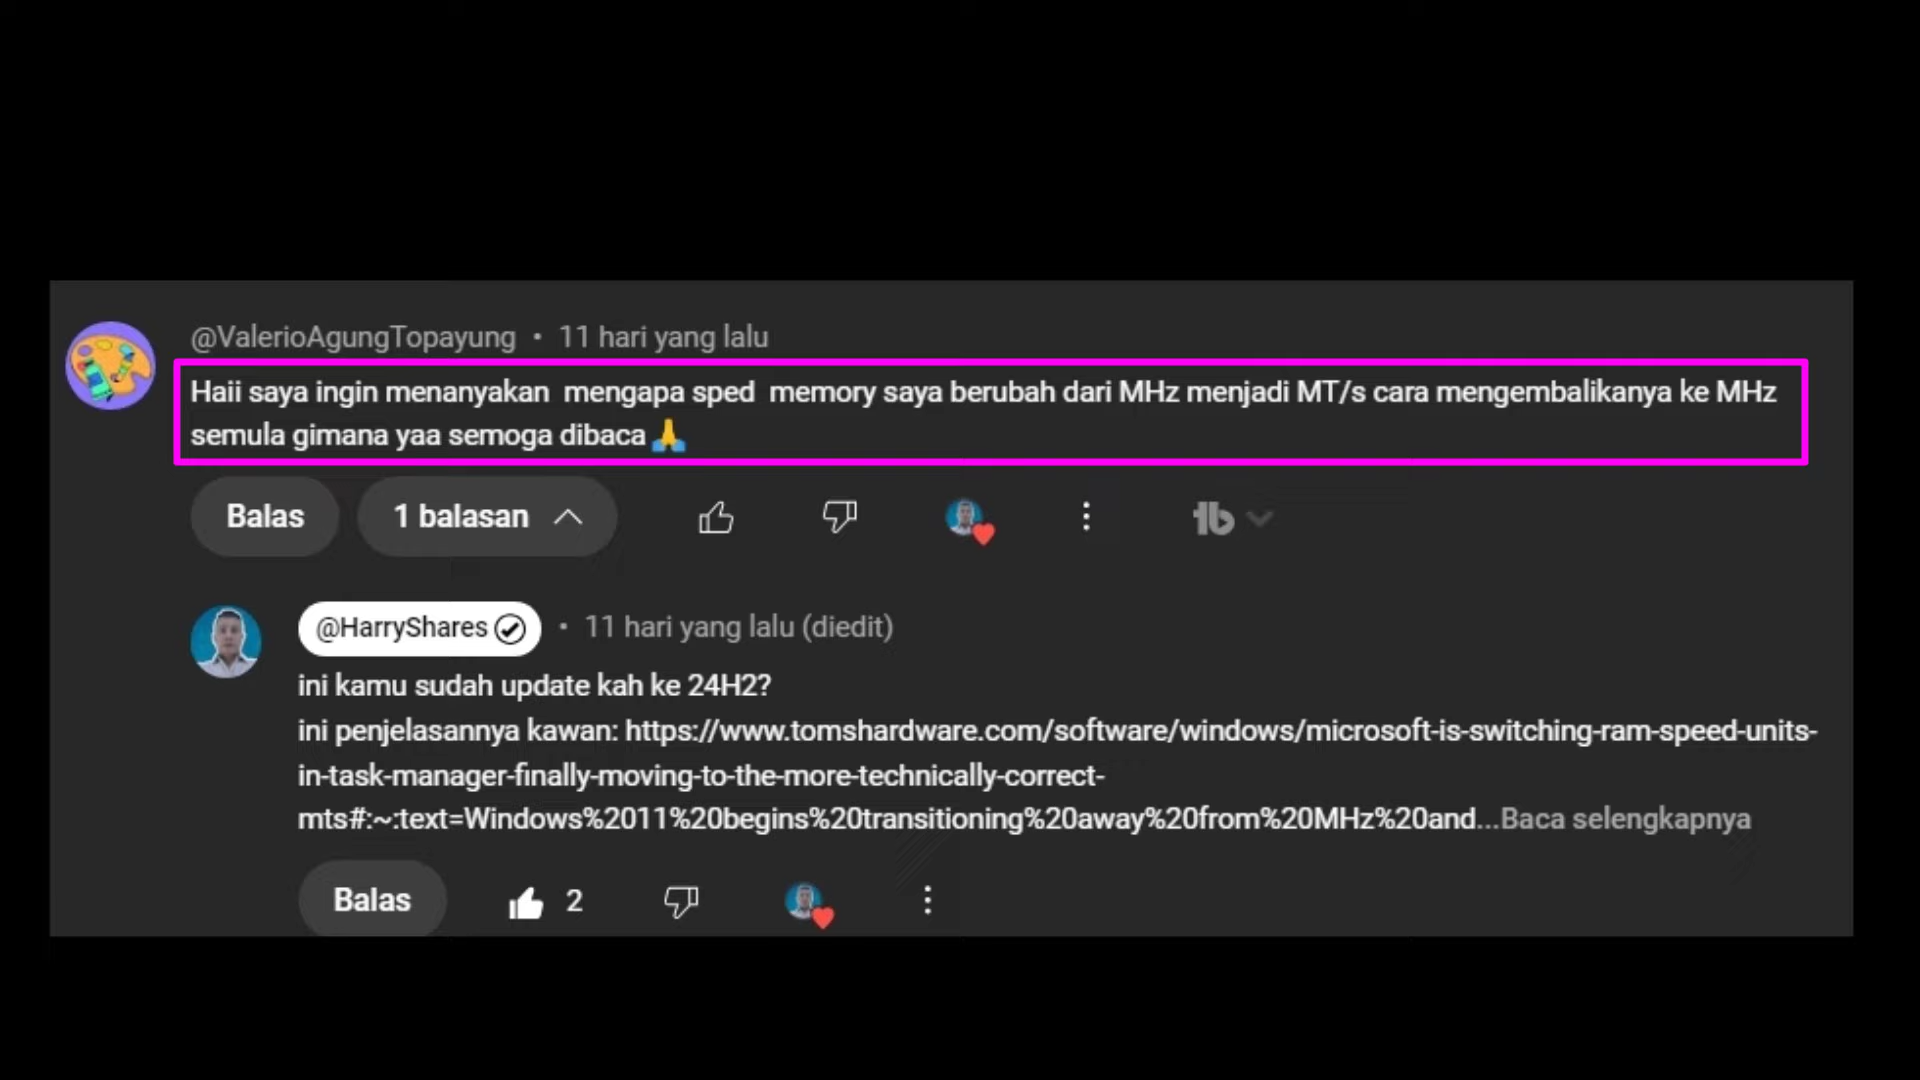 @ValerioAgungTopayung • 11 hari yang lalu
Haii saya ingin menanyakan  mengapa sped  memory saya berubah dari MHz menjadi MT/s cara mengembalikanya ke MHz
semula gimana yaa semoga dibaca🙏
Balas 1 balasan
tb
@HarryShares • 11 hari yang lalu (diedit)
ini kamu sudah update kah ke 24H2?
ini penjelasannya kawan: https://www.tomshardware.com/software/windows/microsoft-is-switching-ram-speed-units-
in-task-manager-finally-moving-to-the-more-technically-correct-
mts#:~:text=Windows%2011%20begins%20transitioning%20away%20from%20MHz%20and...Baca selengkapnya
Balas 2